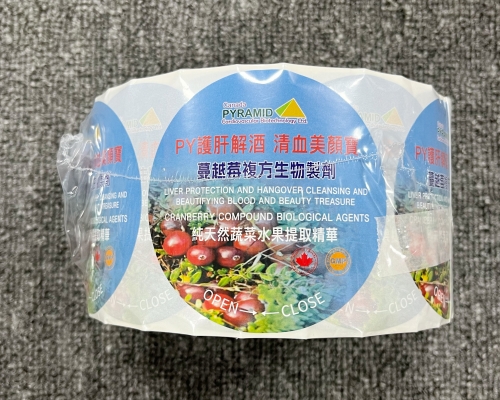 Kanada
PYRAMID
PY護肝解酒 清血美顏寶
蔓越莓複方生物製劑
LIVER PROTECTION AND HANGOVER CLEANSING AND
BEAUTIFYING BLOOD AND BEAUTY TREASURE
CRANBERRY COMPOUND BIOLOGICAL AGENTS
純天然蔬菜水果提取精華
OPEN CLOSE